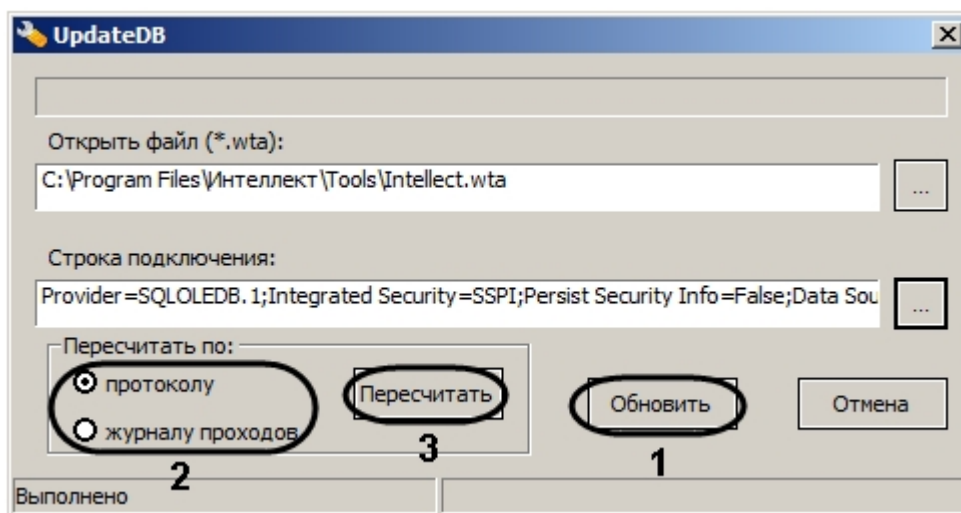 UpdateDB
Открыть файл (*.wta):
C:\Program Files\Интеллект\Tools\Intellect.wta
...
Строка подключения:
Provider=SQLOLEDB.1;Integrated Security=SSPI;Persist Security Info=False;Data Sou
...
Пересчитать по:
протоколу
журналу проходов
Пересчитать
Обновить
Отмена
2
3
1
Выполнено